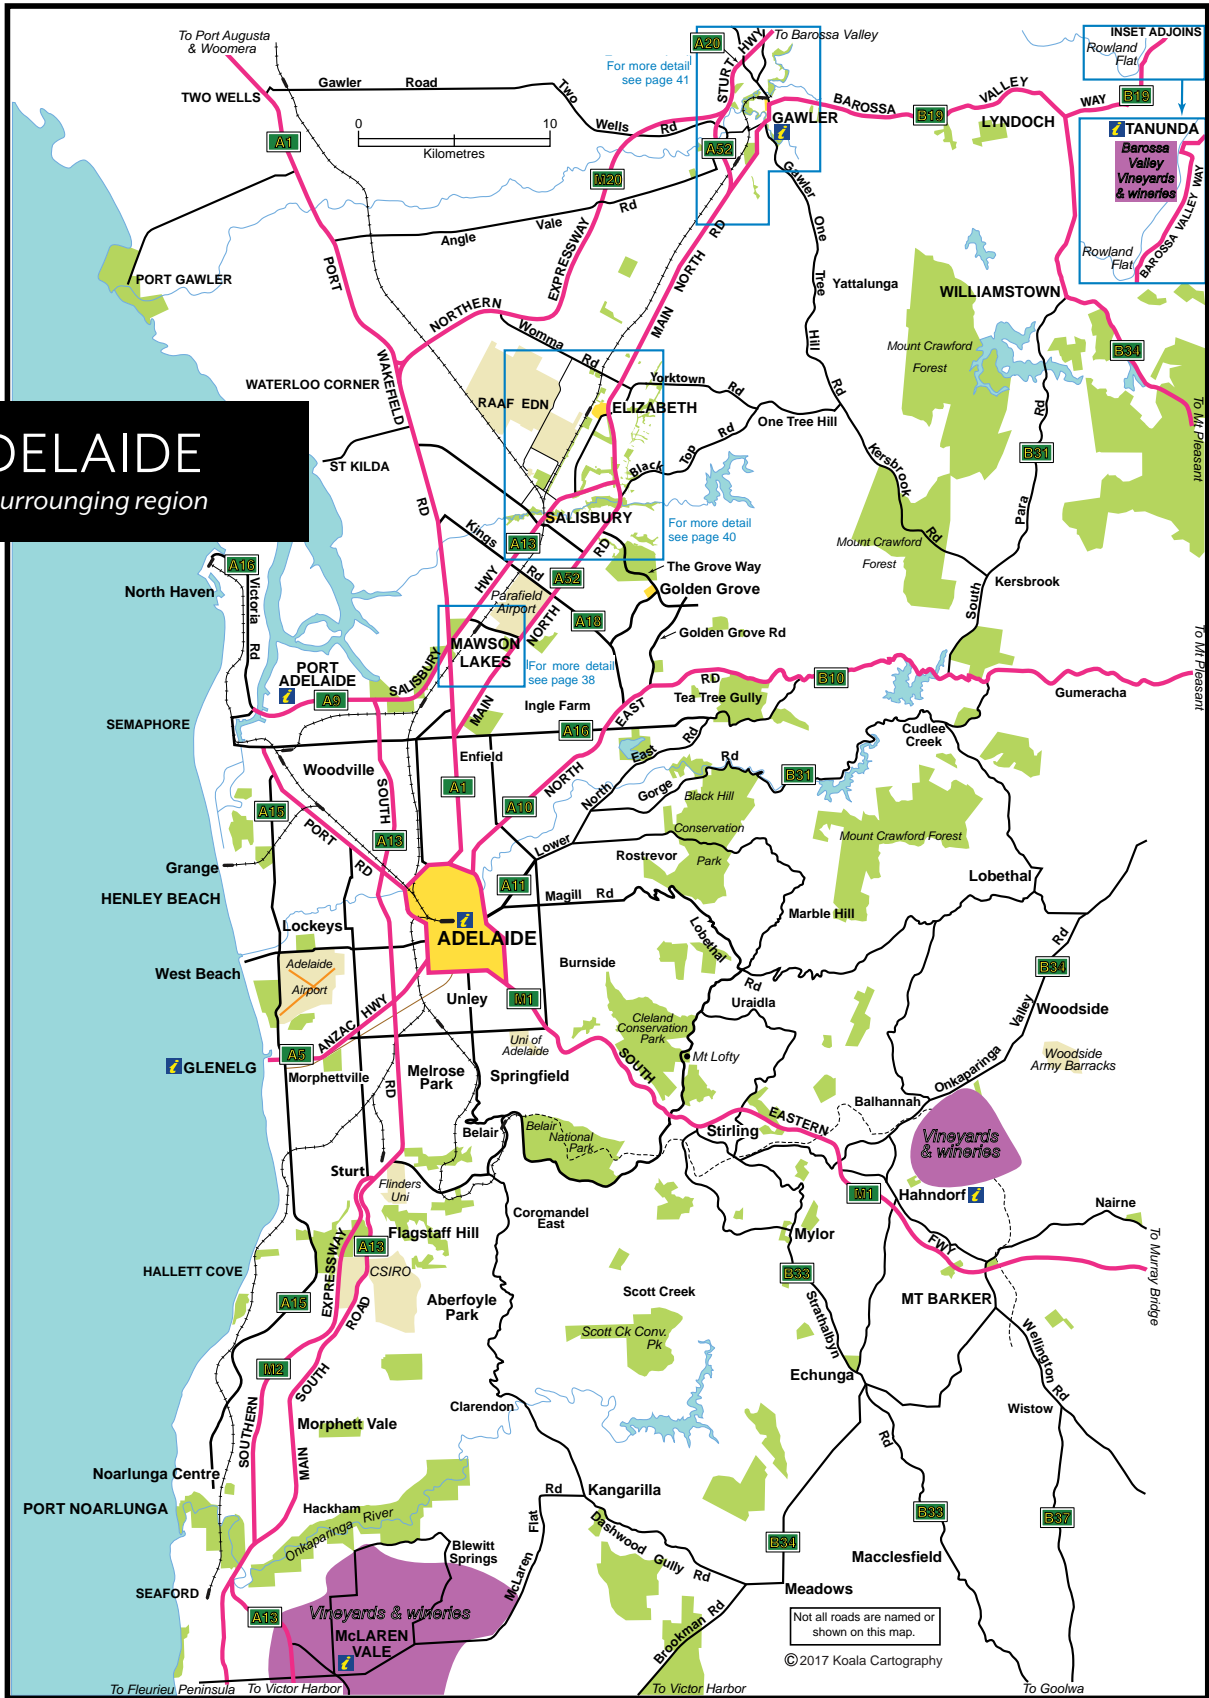 To Port Augusta
& Woomera
A20
STURT HWY
To Barossa Valley
INSET ADJOINS
Rowland
Flat
For more detail
see page 41
TWO WELLS
Gawler Road
Two Wells Rd
0 10
Kilometres
A1
M20
A52
GAWLER
BAROSSA VALLEY WAY
B19
LYNDOCH
B19
TANUNDA
Barossa
Valley
Vineyards
& wineries
BAROSSA VALLEY WAY
Rowland
Flat
Gawler One Tree Hill Rd
Angle Vale Rd
PORT GAWLER
PORT WAKEFIELD RD
NORTHERN EXPRESSWAY
MAIN NORTH RD
Yattalunga
WILLIAMSTOWN
Womma Rd
Mount Crawford
Forest
B34
WATERLOO CORNER
RAAF EDN
Yorktown Rd
ELIZABETH
One Tree Hill
To Mt Pleasant
DELAIDE
urrounging region
ST KILDA
Black Top Rd
Kersbrook Rd
B31
SALISBURY
For more detail
see page 40
Kings Rd
A13
Mount Crawford
Forest
South Para Rd
A16
North Haven
Victoria Rd
HWY
A52
The Grove Way
Golden Grove
Kersbrook
Parafield
Airport
A18
NORTH
RD
MAWSON
LAKES
Golden Grove Rd
To Mt Pleasant
PORT
ADELAIDE
A9
SALISBURY
For more detail
see page 38
RD
B10
Gumeracha
SEMAPHORE
MAIN
Ingle Farm
EAST
Tea Tree Gully
A16
Cudlee
Creek
Woodville
Enfield
North East Rd
SOUTH
A1
NORTH
Gorge Rd
B31
A15
A10
Black Hill
Conservation
Park
Mount Crawford Forest
PORT RD
A13
Lower
Rostrevor
Grange
A11
Magill Rd
Lobethal
HENLEY BEACH
Marble Hill
Lockeys
ADELAIDE
Lobethal Rd
West Beach
Adelaide
Airport
Burnside
B34
Unley
M1
Uraidla
Woodside
ANZAC HWY
Cleland
Conservation
Park
Onkaparinga Valley Rd
A5
Uni of
Adelaide
GLENELG
Morphettville
Melrose
Park
Springfield
SOUTH
Mt Lofty
Woodside
Army Barracks
RD
Balhannah
Belair
Belair
National
Park
Stirling
EASTERN
Vineyards
& wineries
Sturt
Flinders
Uni
M1
Hahndorf
Nairne
Coromandel
East
Flagstaff Hill
A13
Mylor
FWY
HALLETT COVE
CSIRO
B33
To Murray Bridge
A15
EXPRESSWAY
ROAD
Aberfoyle
Park
Scott Creek
MT BARKER
Strathalbyn
Scott Ck Conv.
Pk
Wellington Rd
M2
SOUTH
Echunga
SOUTHERN
Morphett Vale
Clarendon
Wistow
Rd
MAIN
Noarlunga Centre
PORT NOARLUNGA
Hackham
Rd
Kangarilla
Onkaparinga River
Dashwood Gully Rd
B33
B37
McLaren Flat
Blewitt
Springs
B34
Macclesfield
SEAFORD
Meadows
A13
Vineyards & wineries
McLAREN
VALE
Brookman Rd
Not all roads are named or
shown on this map.
© 2017 Koala Cartography
To Fleurieu Peninsula
To Victor Harbor
To Victor Harbor
To Goolwa